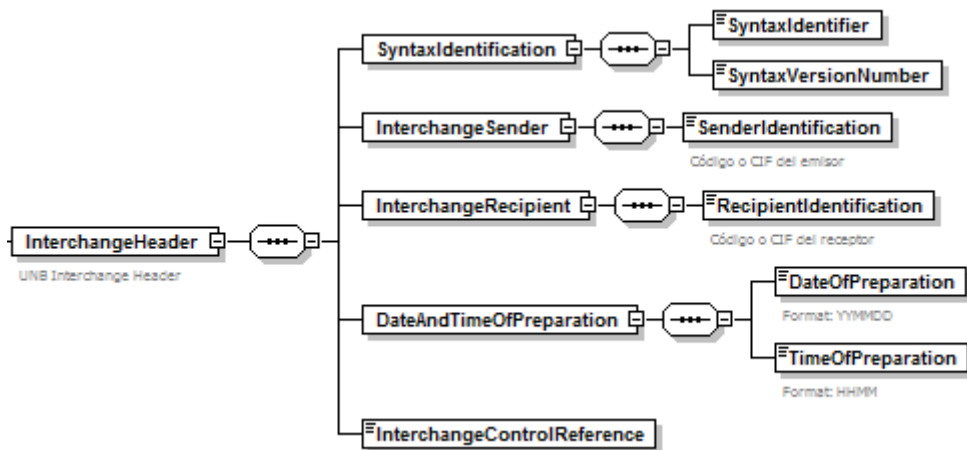 SyntaxIdentifier
SyntaxIdentification
SyntaxVersionNumber
InterchangeSender
SenderIdentification
Código o CIF del emisor
InterchangeRecipient
RecipientIdentification
Código o CIF del receptor
InterchangeHeader
UNB Interchange Header
DateOfPreparation
Format: YYMMDD
DateAndTimeOfPreparation
TimeOfPreparation
Format: HHMM
InterchangeControlReference